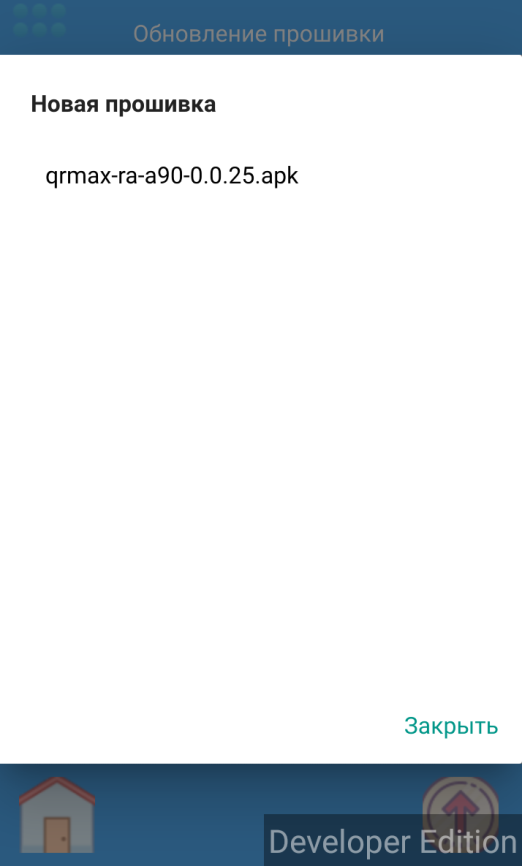 Обновление прошивки
Новая прошивка
qrmax-ra-a90-0.0.25.apk
Закрыть
Developer Edition